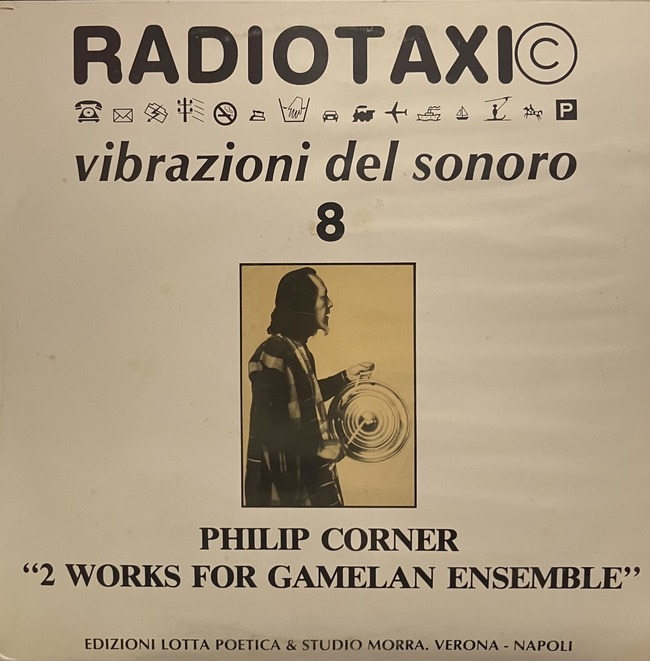 RADIOTAXI©
P
vibrazioni del sonoro
8
PHILIP CORNER
“2 WORKS FOR GAMELAN ENSEMBLE”
EDIZIONI LOTTA POETICA & STUDIO MORRA. VERONA - NAPOLI